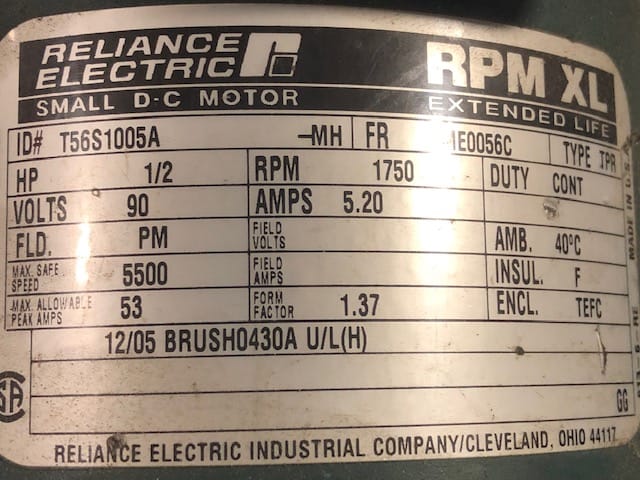 RELIANCE
ELECTRIC
RPM XL
SMALL D-C MOTOR
EXTENDED LIFE
ID# T56S1005A -MH FR 1E0056C TYPE TPR
HP 1/2 RPM 1750 DUTY CONT
VOLTS 90 AMPS 5.20
FLD. PM FIELD VOLTS AMB. 40°C
MAX. SAFE SPEED 5500 FIELD AMPS INSUL. F
MAX. ALLOWABLE PEAK AMPS 53 FORM FACTOR 1.37 ENCL. TEFC
12/05 BRUSH0430A U/L(H)
SA
GG
RELIANCE ELECTRIC INDUSTRIAL COMPANY/CLEVELAND, OHIO 44117
MADE IN U.S.A.